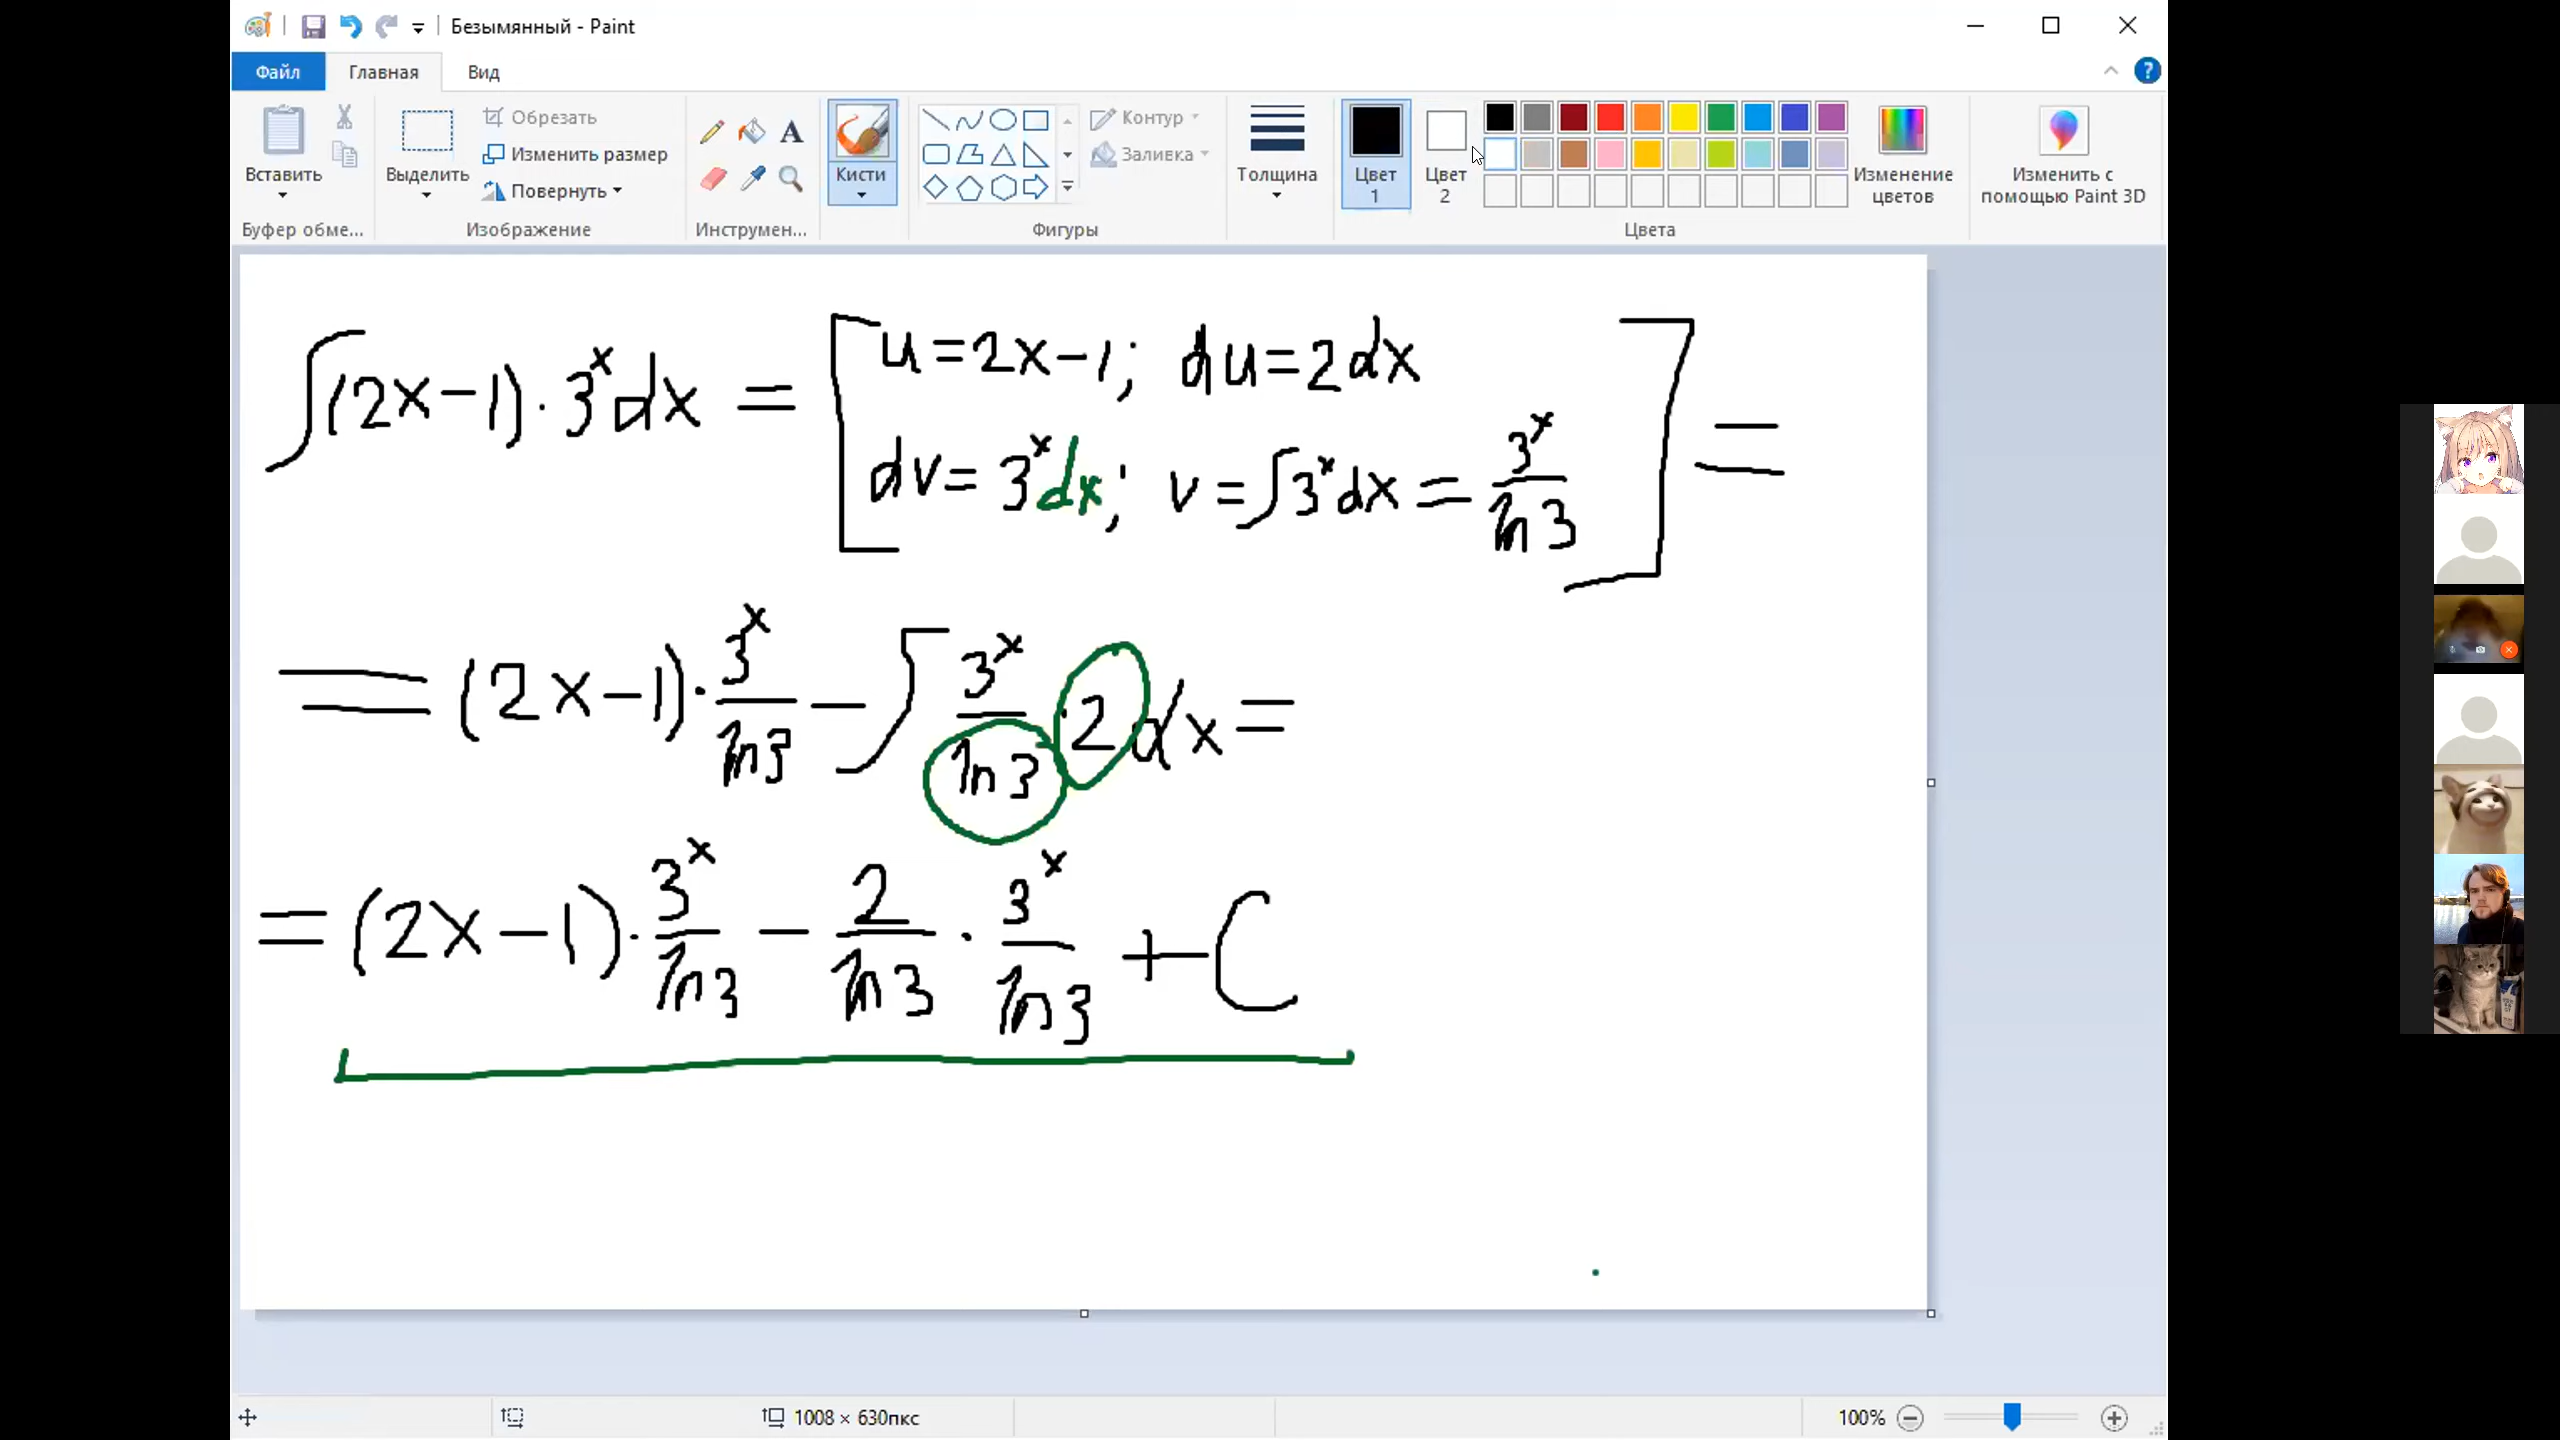 Безымянный - Paint
Файл Главная Вид
Вставить
Буфер обме...
Выделить
Обрезать
Изменить размер
Повернуть
Изображение
A
Инструмен...
Кисти
Контур
Заливка
Фигуры
Толщина
Цвет 1
Цвет 2
Изменение цветов
Цвета
Изменить с помощью Paint 3D
?
∫(2x-1)·3^x dx = [u=2x-1; du=2dx
dv=3^x dx; v=∫3^x dx = 3^x/ln3] =
= (2x-1)·3^x/ln3 - ∫3^x/ln3·2dx =
= (2x-1)·3^x/ln3 - 2/ln3 · 3^x/ln3 + C
1008 × 630пкс
100%